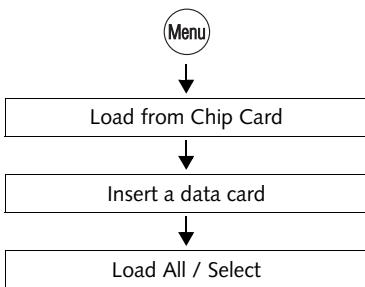 Menu
Load from Chip Card
Insert a data card
Load All / Select